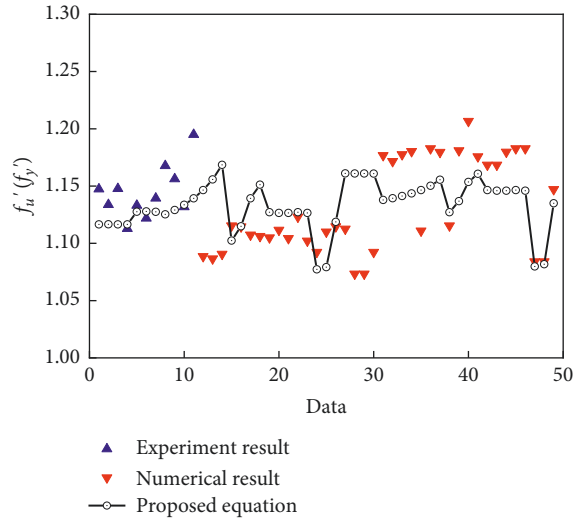 1.30
1.25
1.20
1.15
1.10
1.05
1.00
fu′ (fy′)
0 10 20 30 40 50
Data
Experiment result
Numerical result
Proposed equation